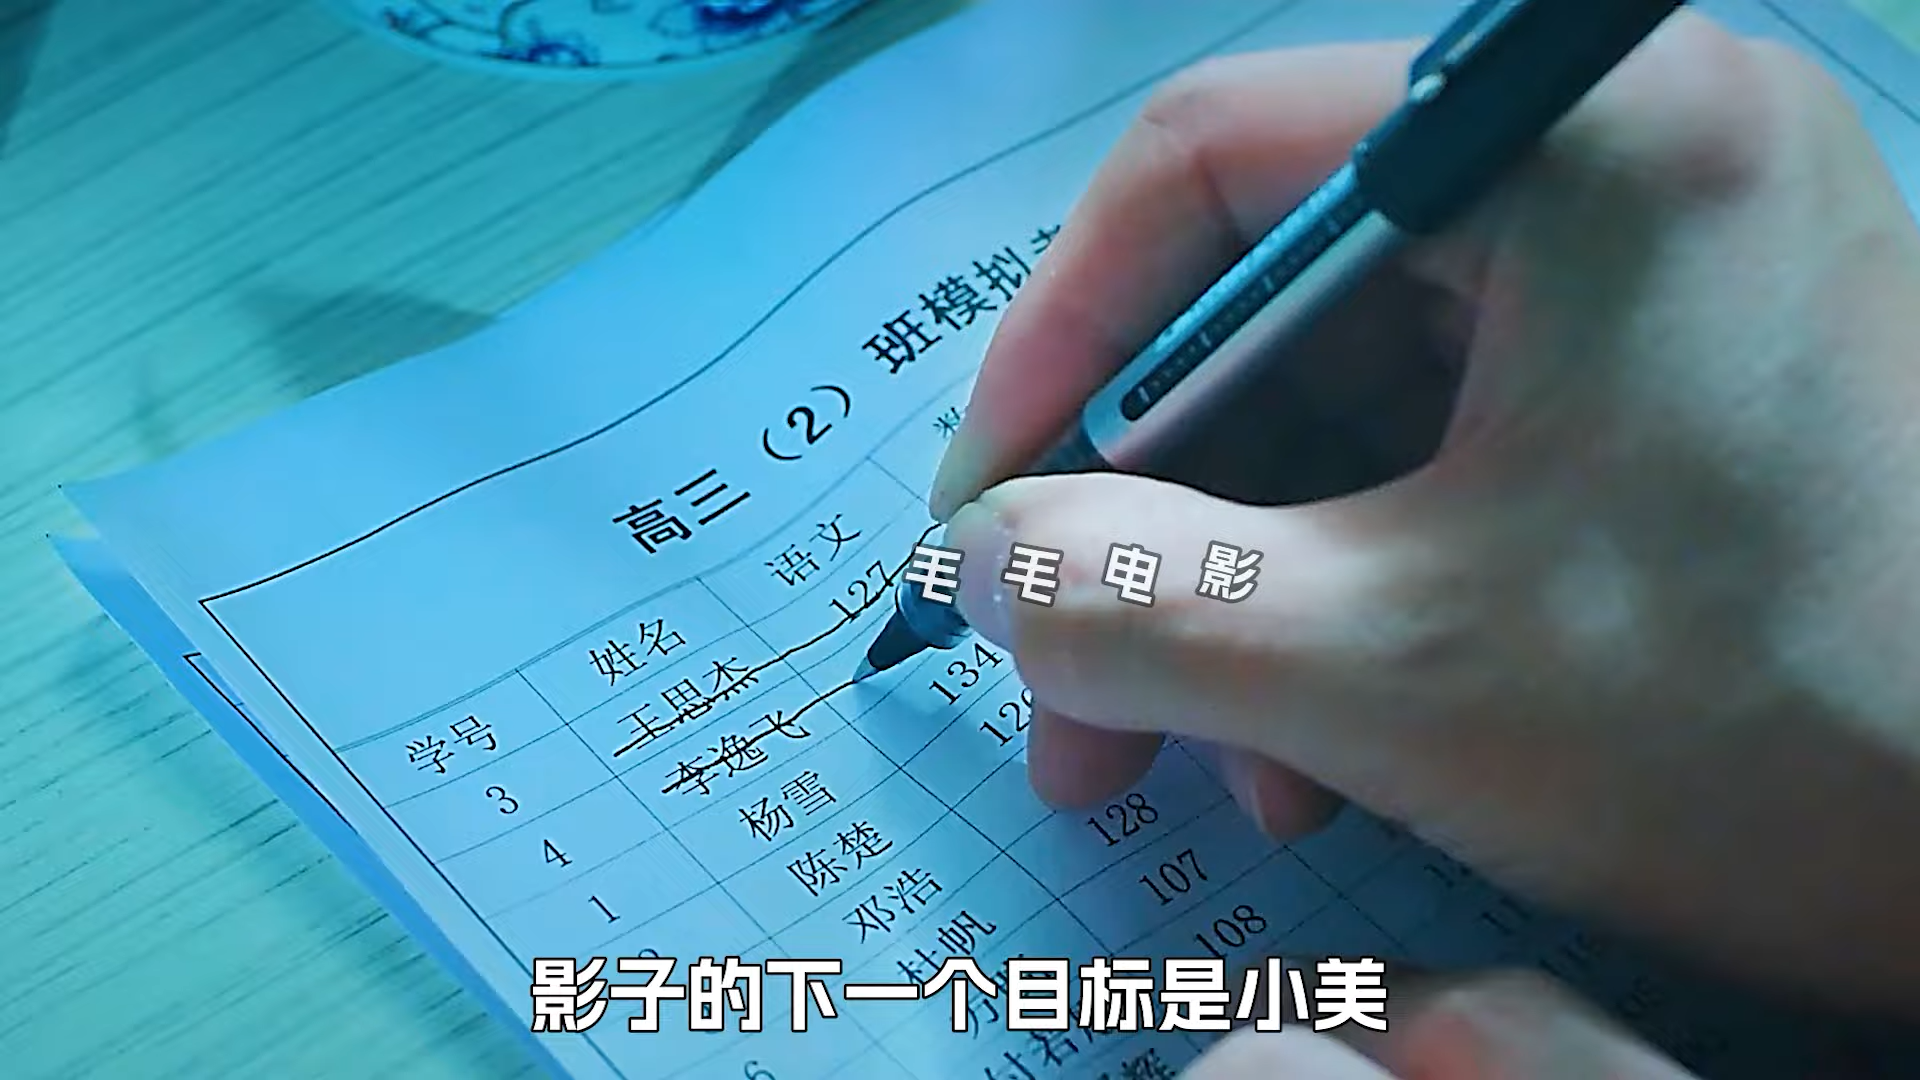 高三（2）班模拟
语文
姓名
学号
127
王思杰
3
李逸飞
134
4
杨雪
1
陈楚
128
邓浩
107
杜帆
108
6
毛毛电影
影子的下一个目标是小美